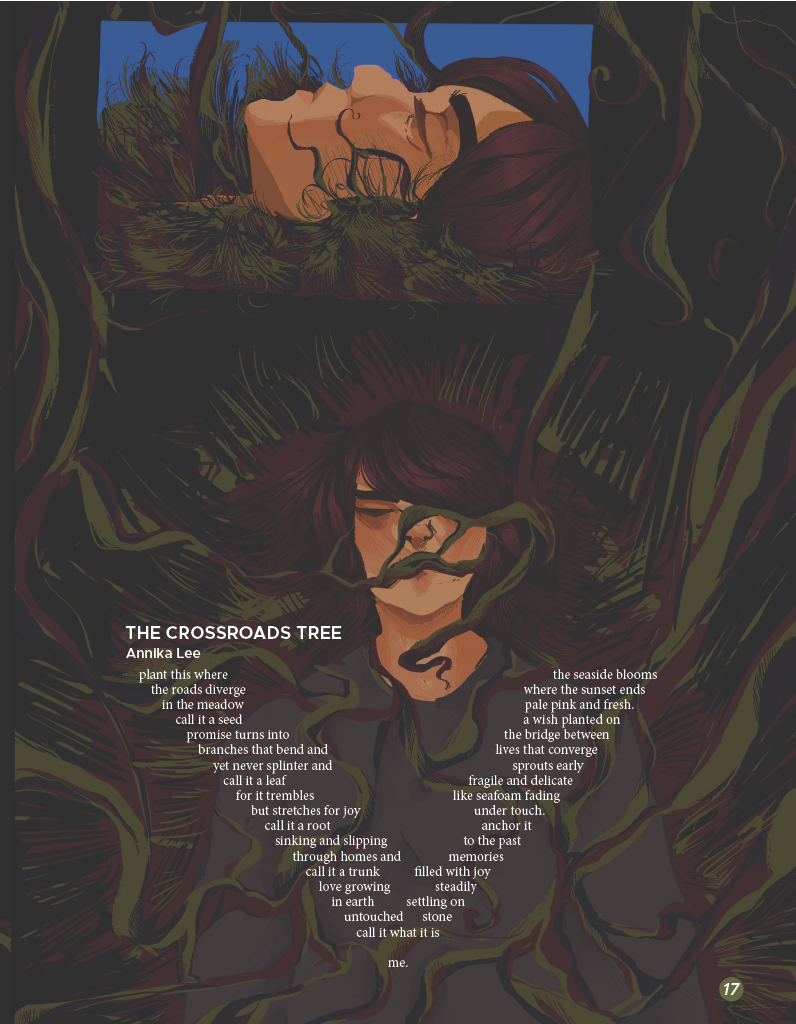 THE CROSSROADS TREE
Annika Lee
plant this where the seaside blooms
the roads diverge where the sunset ends
in the meadow pale pink and fresh.
call it a seed a wish planted on
promise turns into the bridge between
branches that bend and lives that converge
yet never splinter and sprouts early
call it a leaf fragile and delicate
for it trembles like seafoam fading
but stretches for joy under touch.
call it a root anchor it
sinking and slipping to the past
through homes and memories
call it a trunk filled with joy
love growing steadily
in earth settling on
untouched stone
call it what it is
me.
17